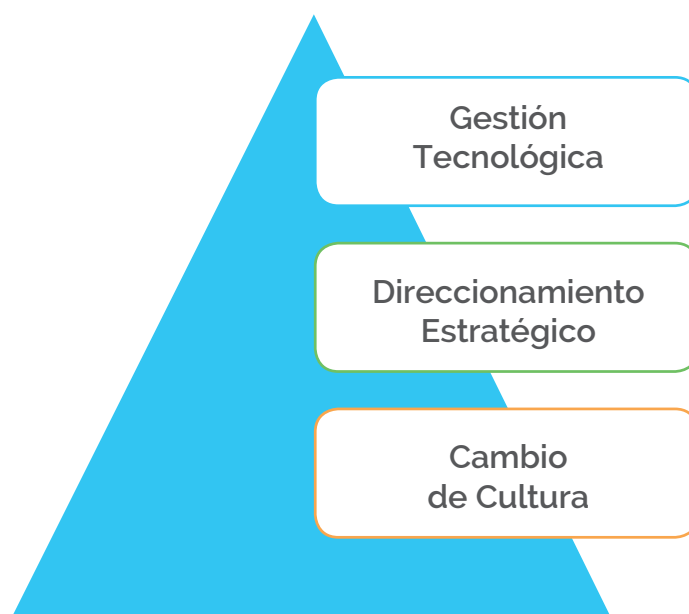 Gestión
Tecnológica
Direccionamiento
Estratégico
Cambio
de Cultura